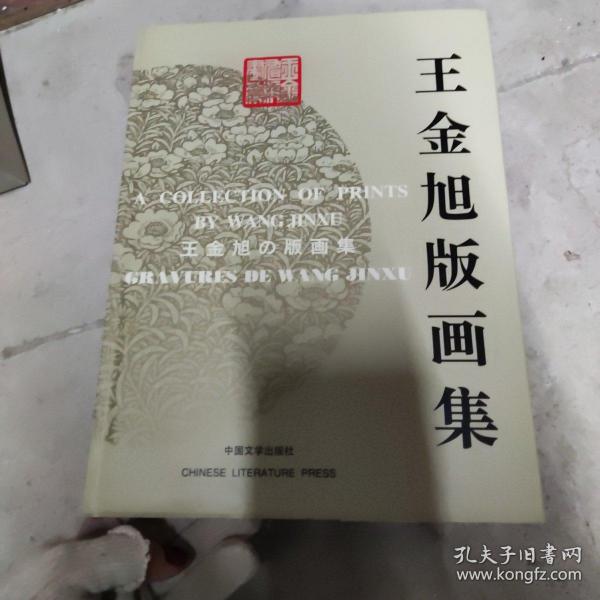 王金旭版画集
A COLLECTION OF PRINTS
BY WANG JINXU
王金旭の版画集
GRAVURES DE WANG JINXU
中国文学出版社
CHINESE LITERATURE PRESS
孔夫子旧书网
www.kongfz.com